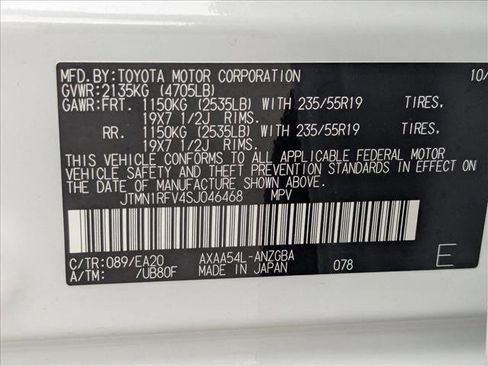 MFD.BY:TOYOTA MOTOR CORPORATION 10/
GVWR:2135KG (4705LB)
GAWR:FRT. 1150KG (2535LB) WITH 235/55R19 TIRES,
19X7 1/2J RIMS.
RR. 1150KG (2535LB) WITH 235/55R19 TIRES,
19X7 1/2J RIMS.
THIS VEHICLE CONFORMS TO ALL APPLICABLE FEDERAL MOTOR
VEHICLE SAFETY AND THEFT PREVENTION STANDARDS IN EFFECT
ON THE DATE OF MANUFACTURE SHOWN ABOVE.
JTMN1RFV4SJ046468 MPV
C/TR:089/EA20 AXAA54L-ANZGBA
A/TM: /UB80F MADE IN JAPAN 078 E